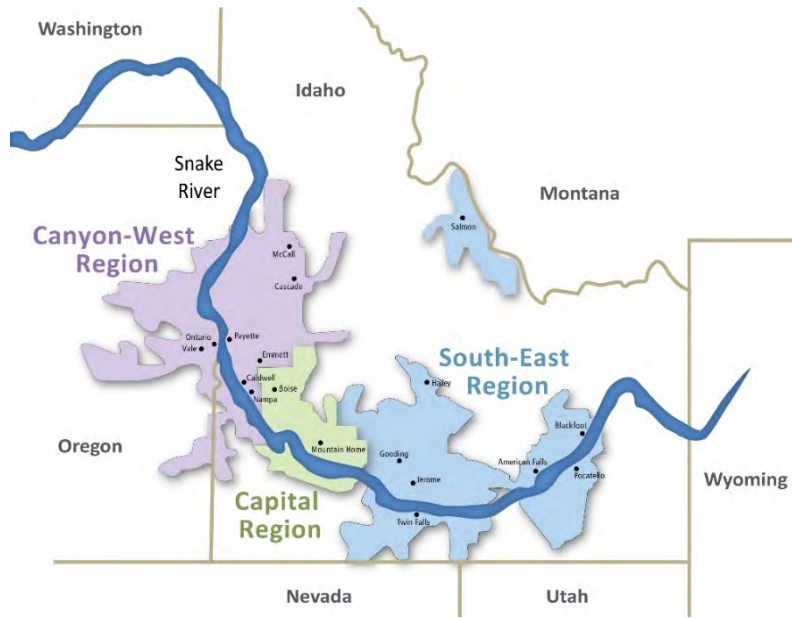 Washington
Idaho
Snake
River
Montana
Salmon
Canyon-West
Region
McCall
Cascade
Ontario
Payette
Vale
Emmett
South-East
Region
Caldwell
Boise
Hailey
Nampa
Oregon
Blackfoot
Mountain Home
Gooding
American Falls
Pocatello
Wyoming
Jerome
Capital
Region
Twin Falls
Nevada
Utah